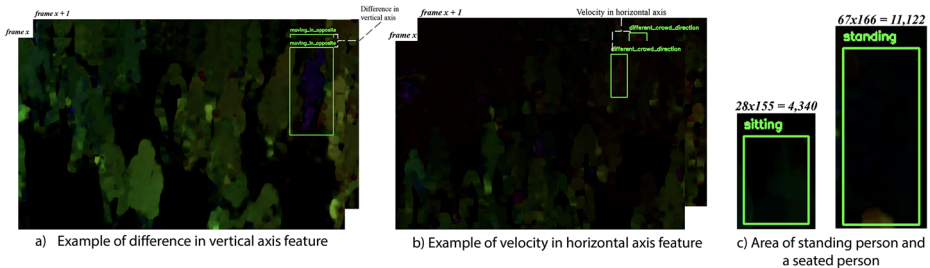 frame x + 1
frame x
Difference in
vertical axis
moving_in_opposite
moving_in_opposite
a) Example of difference in vertical axis feature
Velocity in horizontal axis
frame x + 1
frame x
different_crowd_direction
different_crowd_direction
b) Example of velocity in horizontal axis feature
28x155 = 4,340
sitting
67x166 = 11,122
standing
c) Area of standing person and
a seated person